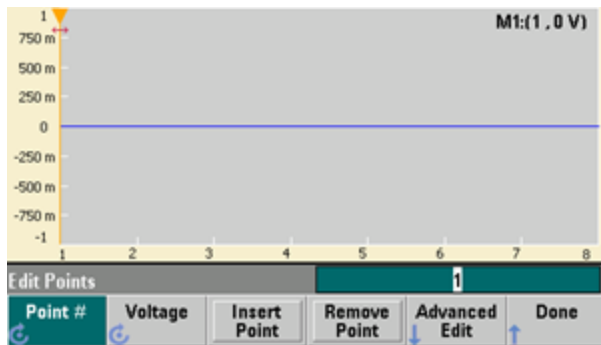 1
M1:(1 , 0 V)
750 m
500 m
250 m
0
-250 m
-500 m
-750 m
-1
1 2 3 4 5 6 7 8
Edit Points 1
Point # Voltage Insert Point Remove Point Advanced Edit Done